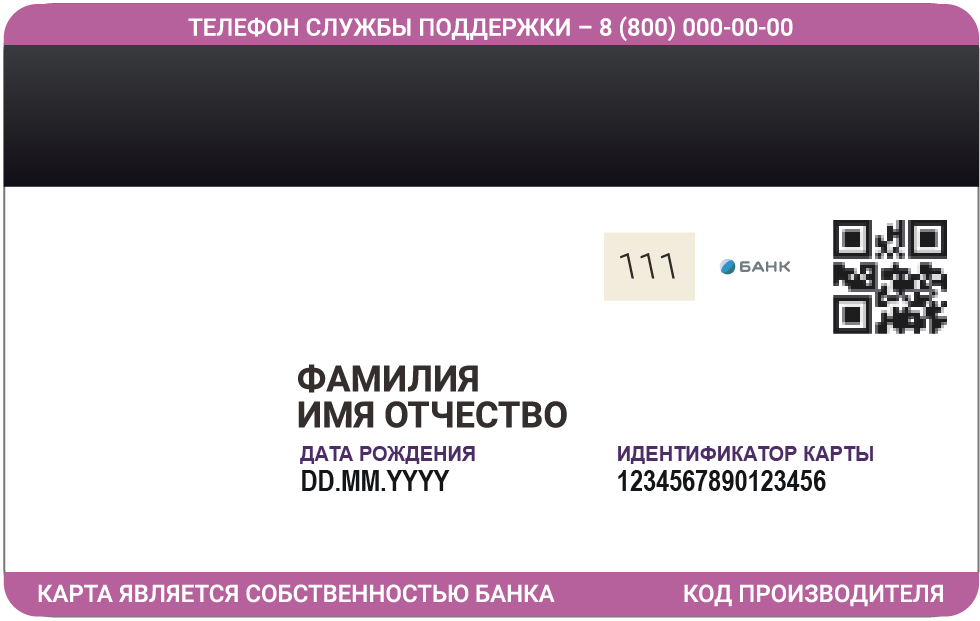 ТЕЛЕФОН СЛУЖБЫ ПОДДЕРЖКИ – 8 (800) 000-00-00
111
БАНК
ФАМИЛИЯ
ИМЯ ОТЧЕСТВО
ДАТА РОЖДЕНИЯ
DD.MM.YYYY
ИДЕНТИФИКАТОР КАРТЫ
1234567890123456
КАРТА ЯВЛЯЕТСЯ СОБСТВЕННОСТЬЮ БАНКА
КОД ПРОИЗВОДИТЕЛЯ